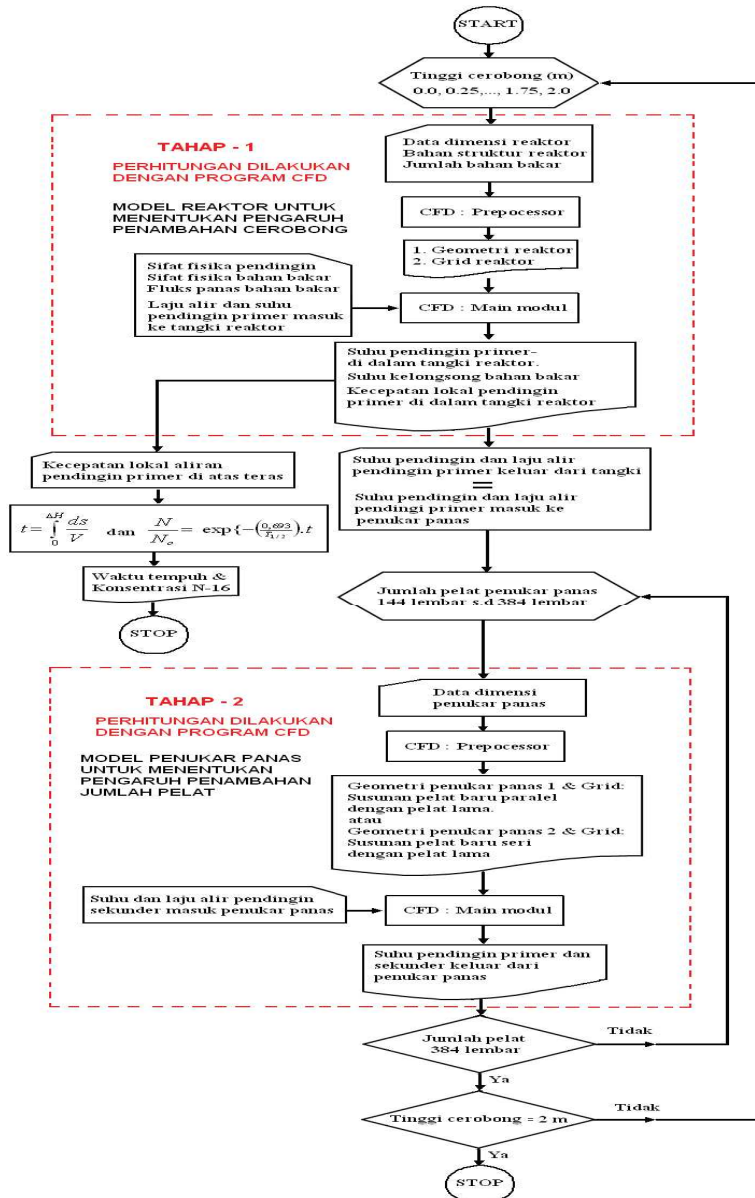 START
Tinggi cerobong (m)
0.0, 0.25,..., 1.75, 2.0
TAHAP - 1
PERHITUNGAN DILAKUKAN
DENGAN PROGRAM CFD
MODEL REAKTOR UNTUK
MENENTUKAN PENGARUH
PENAMBAHAN CEROBONG
Data dimensi reaktor
Bahan struktur reaktor
Jumlah bahan bakar
CFD : Prepocessor
1. Geometri reaktor
2. Grid reaktor
Sifat fisika pendingin
Sifat fisika bahan bakar
Fluks panas bahan bakar
Laju alir dan suhu
pendingin primer masuk
ke tangki reaktor
CFD : Main modul
Suhu pendingin primer-
di dalam tangki reaktor.
Suhu kelongsong bahan bakar
Kecepatan lokal pendingin
primer di dalam tangki reaktor
Kecepatan lokal aliran
pendingin primer di atas teras
t = ∫₀^ΔH ds/V dan N/Nₒ = exp{-(0,693/T₁/₂).t
Waktu tempuh &
Konsentrasi N-16
STOP
Suhu pendingin dan laju alir
pendingin primer keluar dari tangki
=
Suhu pendingin dan laju alir
pendingi primer masuk ke
penukar panas
Jumlah pelat penukar panas
144 lembar s.d 384 lembar
TAHAP - 2
PERHITUNGAN DILAKUKAN
DENGAN PROGRAM CFD
MODEL PENUKAR PANAS
UNTUK MENENTUKAN
PENGARUH PENAMBAHAN
JUMLAH PELAT
Data dimensi
penukar panas
CFD : Prepocessor
Geometri penukar panas 1 & Grid:
Susunan pelat baru paralel
dengan pelat lama.
atau
Geometri penukar panas 2 & Grid:
Susunan pelat baru seri
dengan pelat lama
Suhu dan laju alir pendingin
sekunder masuk penukar panas
CFD : Main modul
Suhu pendingin primer dan
sekunder keluar dari
penukar panas
Jumlah pelat
384 lembar
Tidak
Ya
Tinggi cerobong = 2 m
Tidak
Ya
STOP